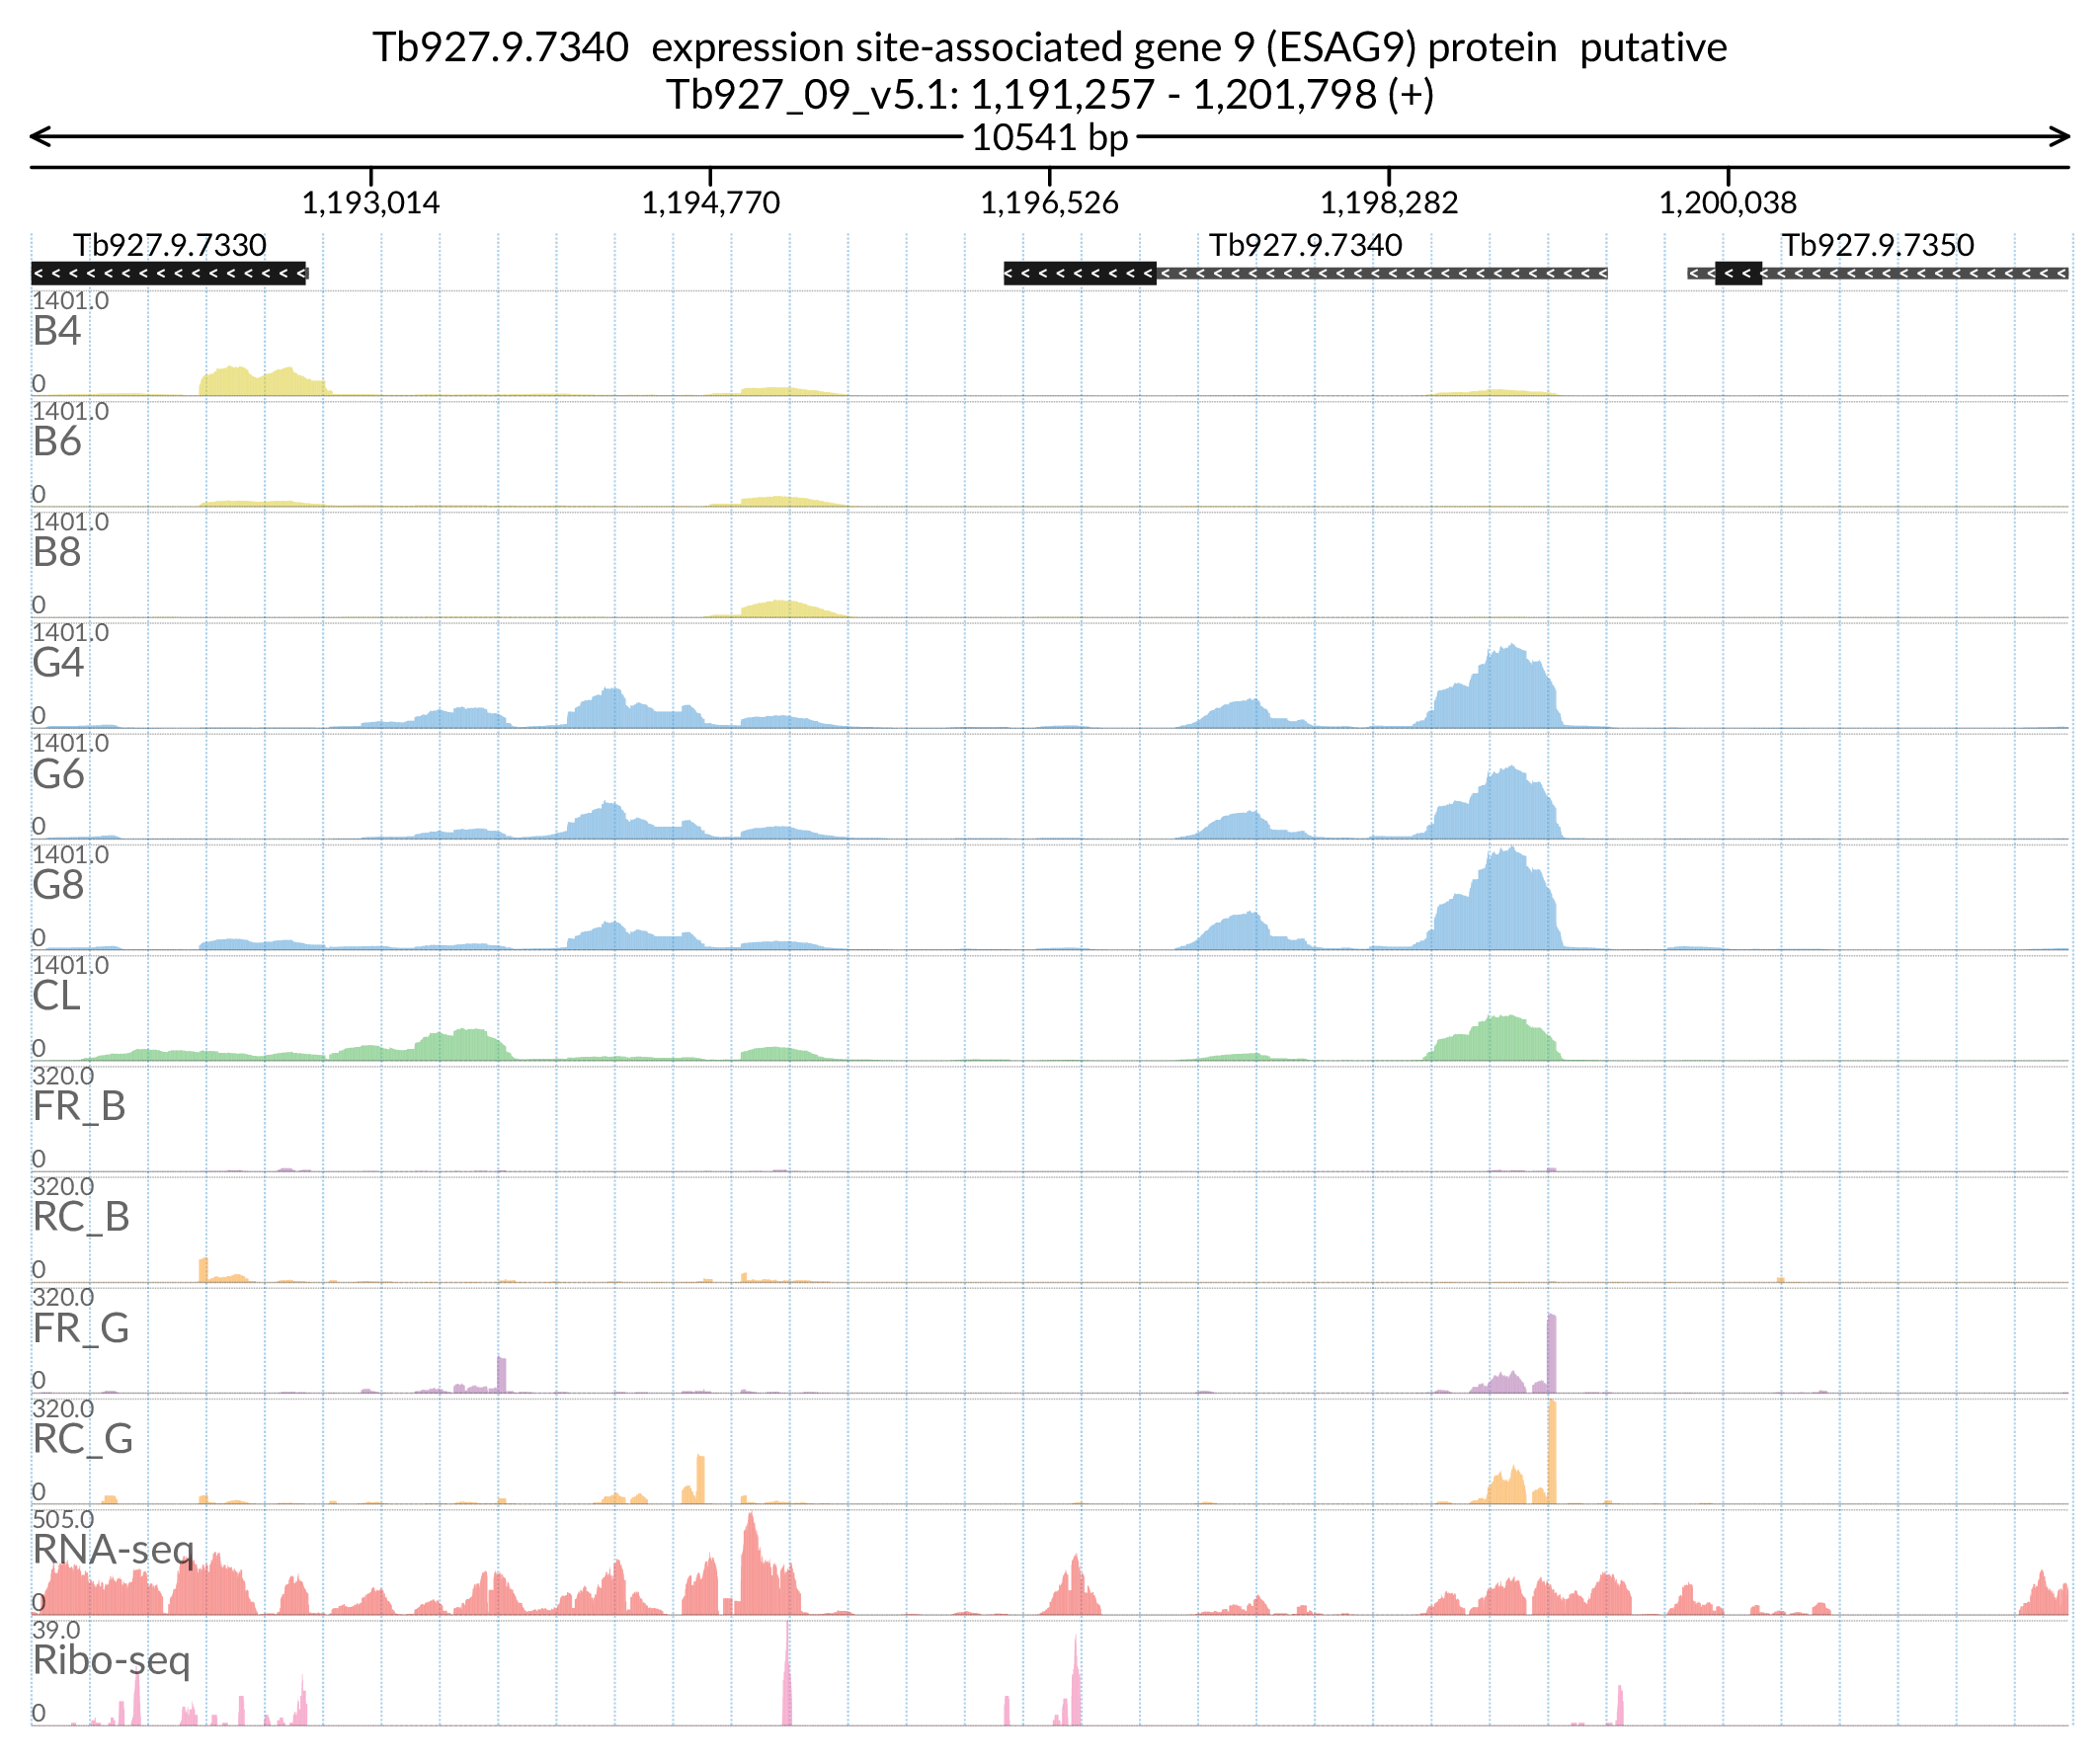 Tb927.9.7340  expression site-associated gene 9 (ESAG9) protein  putative
Tb927_09_v5.1: 1,191,257 - 1,201,798 (+)
10541 bp
1,193,014 1,194,770 1,196,526 1,198,282 1,200,038
Tb927.9.7330 Tb927.9.7340 Tb927.9.7350
1401.0
B4
0
1401.0
B6
0
1401.0
B8
0
1401.0
G4
0
1401.0
G6
0
1401.0
G8
0
1401.0
CL
0
320.0
FR_B
0
320.0
RC_B
0
320.0
FR_G
0
320.0
RC_G
0
505.0
RNA-seq
0
39.0
Ribo-seq
0